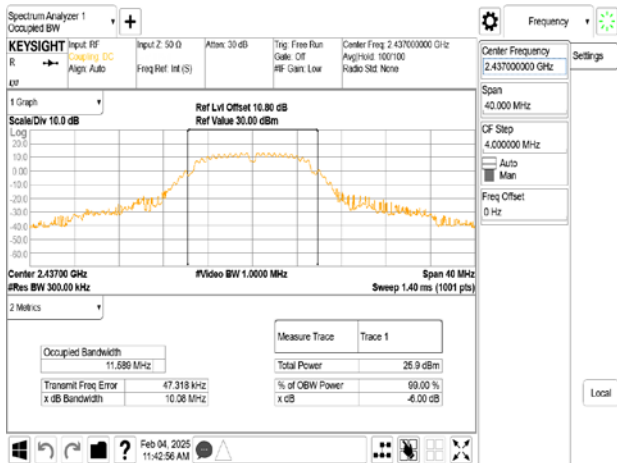 Spectrum Analyzer 1
Occupied BW
Frequency
KEYSIGHT
R
Input: RF
Coupling: DC
Align: Auto
Input Z: 50 Ω
Freq Ref: Int (S)
Atten: 30 dB
Trig: Free Run
Gate: Off
#IF Gain: Low
Center Freq: 2.437000000 GHz
Avg|Hold: 100/100
Radio Std: None
Center Frequency
2.437000000 GHz
Settings
Span
40.000 MHz
CF Step
4.000000 MHz
Auto
Man
Freq Offset
0 Hz
Local
1 Graph
Scale/Div 10.0 dB
Ref Lvl Offset 10.80 dB
Ref Value 30.00 dBm
Log
20.0
10.0
0.00
-10.0
-20.0
-30.0
-40.0
-50.0
-60.0
Center 2.43700 GHz
#Res BW 300.00 kHz
#Video BW 1.0000 MHz
Span 40 MHz
Sweep 1.40 ms (1001 pts)
2 Metrics
Measure Trace Trace 1
Occupied Bandwidth
11.589 MHz
Total Power 25.9 dBm
Transmit Freq Error 47.318 kHz
% of OBW Power 99.00 %
x dB Bandwidth 10.08 MHz
x dB -6.00 dB
Feb 04, 2025
11:42:56 AM